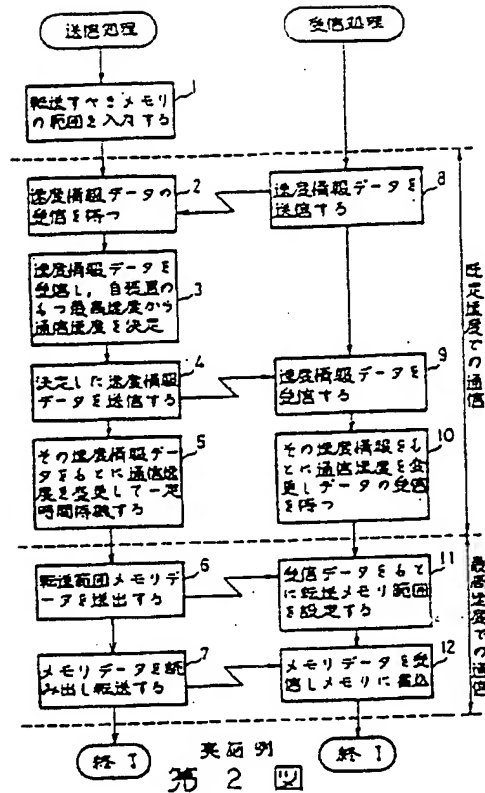 送信処理
受信処理
1
転送すべきメモリ
の範囲を入力する
2
速度情報データの
受信を待つ
8
速度情報データを
送信する
速度情報データを
受信し，自装置の
もつ最高速度から
通信速度を決定
3
4
決定した速度情報
データを送信する
9
速度情報データを
受信する
5
その速度情報デー
タをもとに通信速
度を変更して一定
時間待機する
10
その速度情報をも
とに通信速度を変
更しデータの受信
を待つ
既定速度での通信
6
転送範囲メモリデ
ータを送出する
11
受信データをもと
に転送メモリ範囲
を設定する
7
メモリデータを読
み出し転送する
12
メモリデータを受
信しメモリに書込
最高速度での通信
終了
終了
実施例
第 2 図